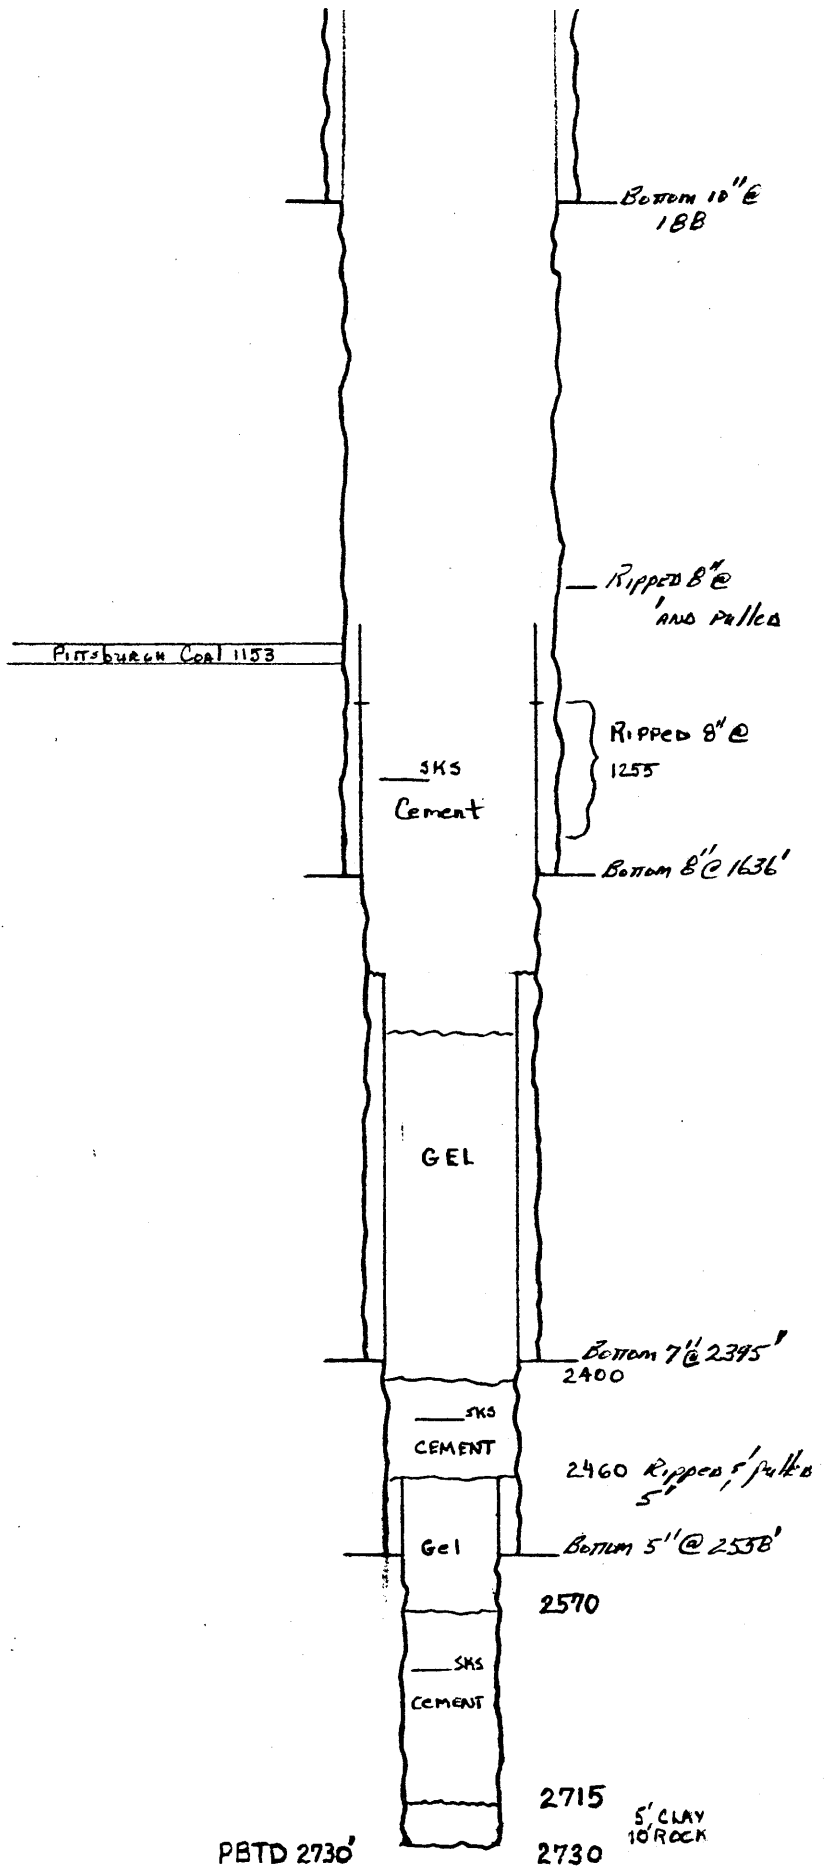 Bottom 10" @
188
Ripped 8" @
' AND Pulled
PITTSBURGH COAl 1153
Ripped 8" @
1255
SKS
Cement
Bottom 8" @ 1636'
GEL
Bottom 7" @ 2395'
2400
SKS
CEMENT
2460 Ripped 5' pulled
5"
Gel
Bottom 5" @ 2558'
2570
SKS
CEMENT
2715
5' CLAY
10' ROCK
PBTD 2730'
2730